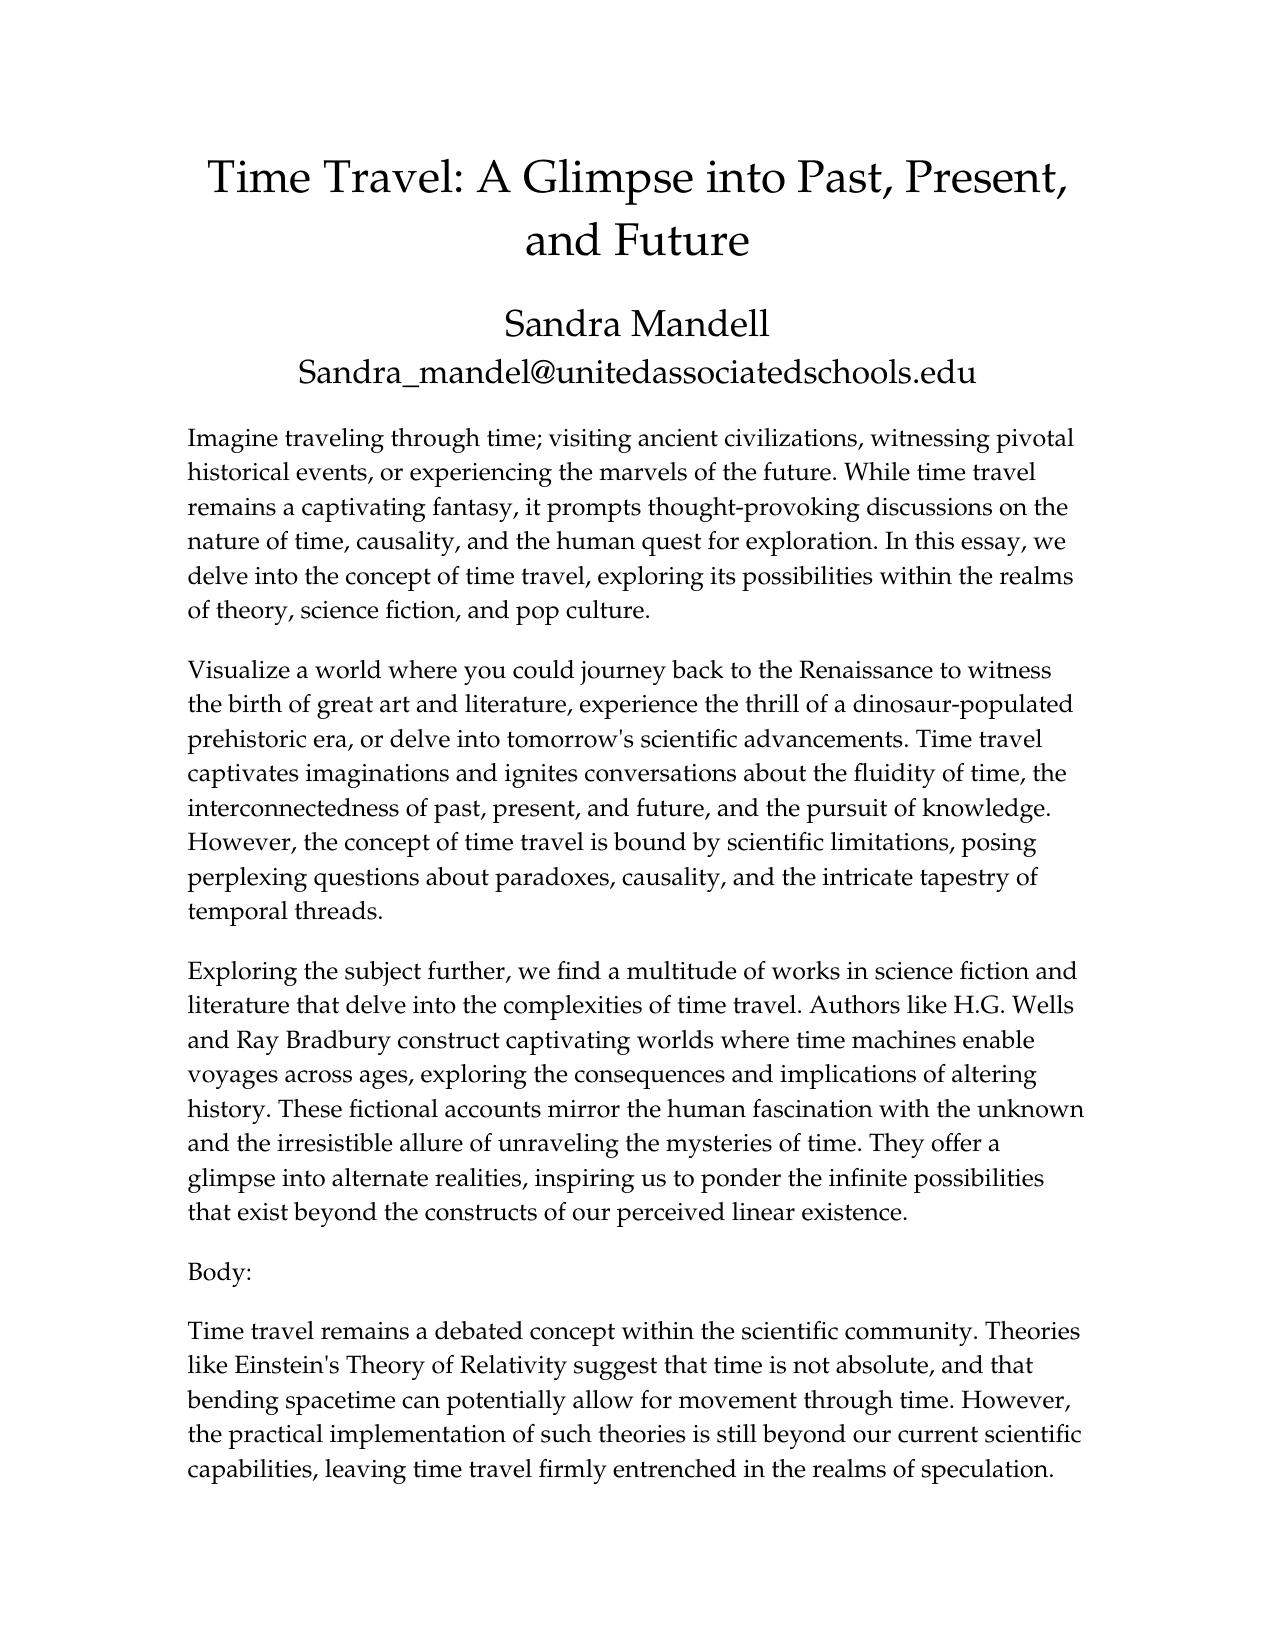 Time Travel: A Glimpse into Past, Present,
and Future
Sandra Mandell
Sandra_mandel@unitedassociatedschools.edu
Imagine traveling through time; visiting ancient civilizations, witnessing pivotal
historical events, or experiencing the marvels of the future. While time travel
remains a captivating fantasy, it prompts thought-provoking discussions on the
nature of time, causality, and the human quest for exploration. In this essay, we
delve into the concept of time travel, exploring its possibilities within the realms
of theory, science fiction, and pop culture.
Visualize a world where you could journey back to the Renaissance to witness
the birth of great art and literature, experience the thrill of a dinosaur-populated
prehistoric era, or delve into tomorrow's scientific advancements. Time travel
captivates imaginations and ignites conversations about the fluidity of time, the
interconnectedness of past, present, and future, and the pursuit of knowledge.
However, the concept of time travel is bound by scientific limitations, posing
perplexing questions about paradoxes, causality, and the intricate tapestry of
temporal threads.
Exploring the subject further, we find a multitude of works in science fiction and
literature that delve into the complexities of time travel. Authors like H.G. Wells
and Ray Bradbury construct captivating worlds where time machines enable
voyages across ages, exploring the consequences and implications of altering
history. These fictional accounts mirror the human fascination with the unknown
and the irresistible allure of unraveling the mysteries of time. They offer a
glimpse into alternate realities, inspiring us to ponder the infinite possibilities
that exist beyond the constructs of our perceived linear existence.
Body:
Time travel remains a debated concept within the scientific community. Theories
like Einstein's Theory of Relativity suggest that time is not absolute, and that
bending spacetime can potentially allow for movement through time. However,
the practical implementation of such theories is still beyond our current scientific
capabilities, leaving time travel firmly entrenched in the realms of speculation.